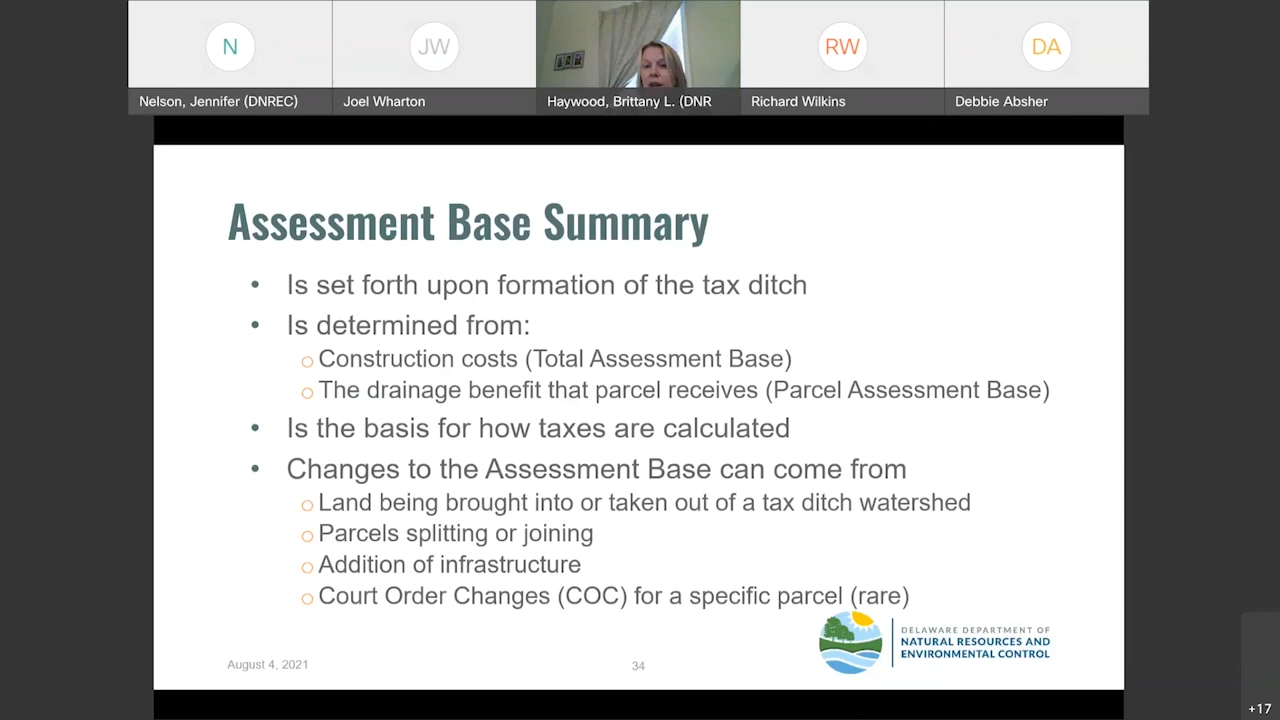 N
JW
RW
DA
Nelson, Jennifer (DNREC)
Joel Wharton
Haywood, Brittany L. (DNR
Richard Wilkins
Debbie Absher
Assessment Base Summary
• Is set forth upon formation of the tax ditch
• Is determined from:
o Construction costs (Total Assessment Base)
o The drainage benefit that parcel receives (Parcel Assessment Base)
• Is the basis for how taxes are calculated
• Changes to the Assessment Base can come from
o Land being brought into or taken out of a tax ditch watershed
o Parcels splitting or joining
o Addition of infrastructure
o Court Order Changes (COC) for a specific parcel (rare)
DELAWARE DEPARTMENT OF
NATURAL RESOURCES AND
ENVIRONMENTAL CONTROL
August 4, 2021
34
+17